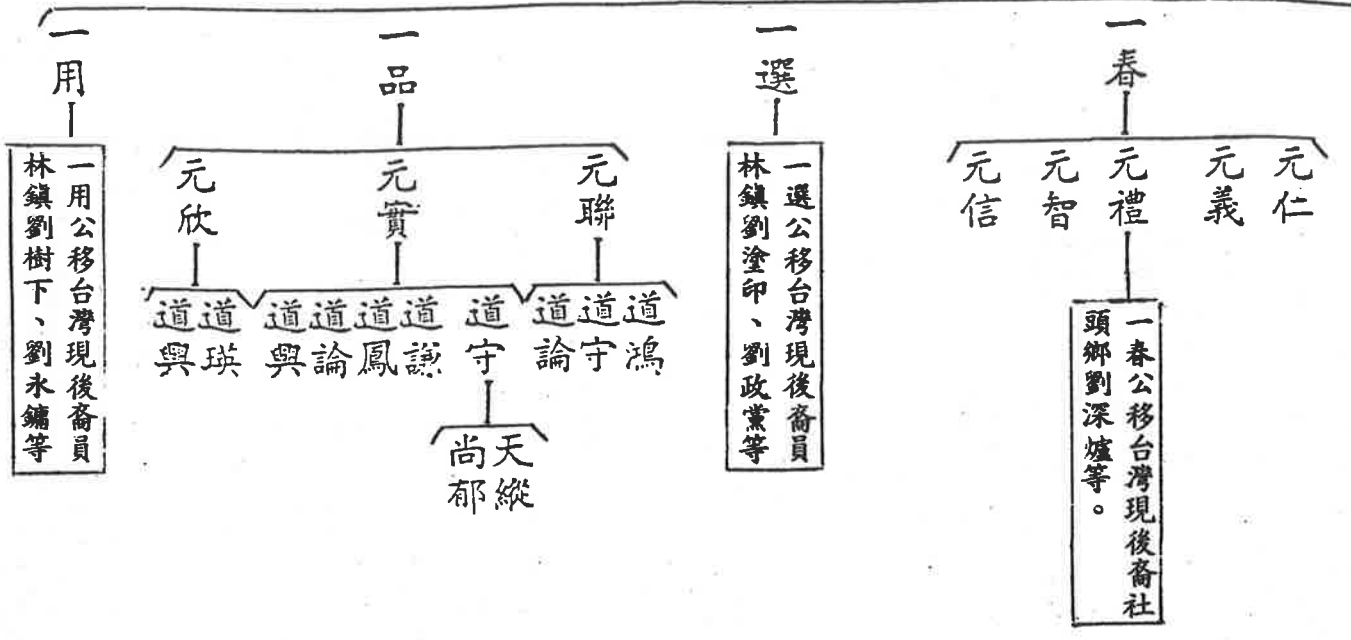 一春
元仁
元義
元禮
元智
元信
一春公移台灣現後裔社
頭鄉劉深爐等。
一選
一選公移台灣現後裔員
林鎮劉塗印、劉政黨等
一品
元聯
元實
元欣
道鴻
道守
道論
道守
道謙
道鳳
道論
道興
道瑛
道興
天縱
尚郁
一用
一用公移台灣現後裔員
林鎮劉樹下、劉永鏞等